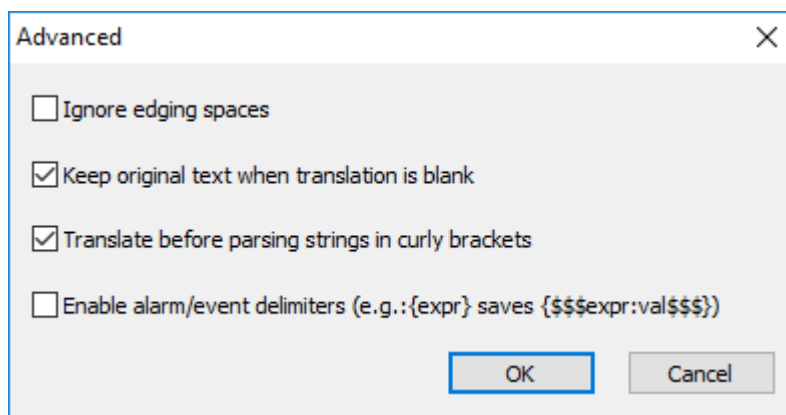 Advanced
Ignore edging spaces
Keep original text when translation is blank
Translate before parsing strings in curly brackets
Enable alarm/event delimiters (e.g.:{expr} saves {$$$expr:val$$$})
OK Cancel